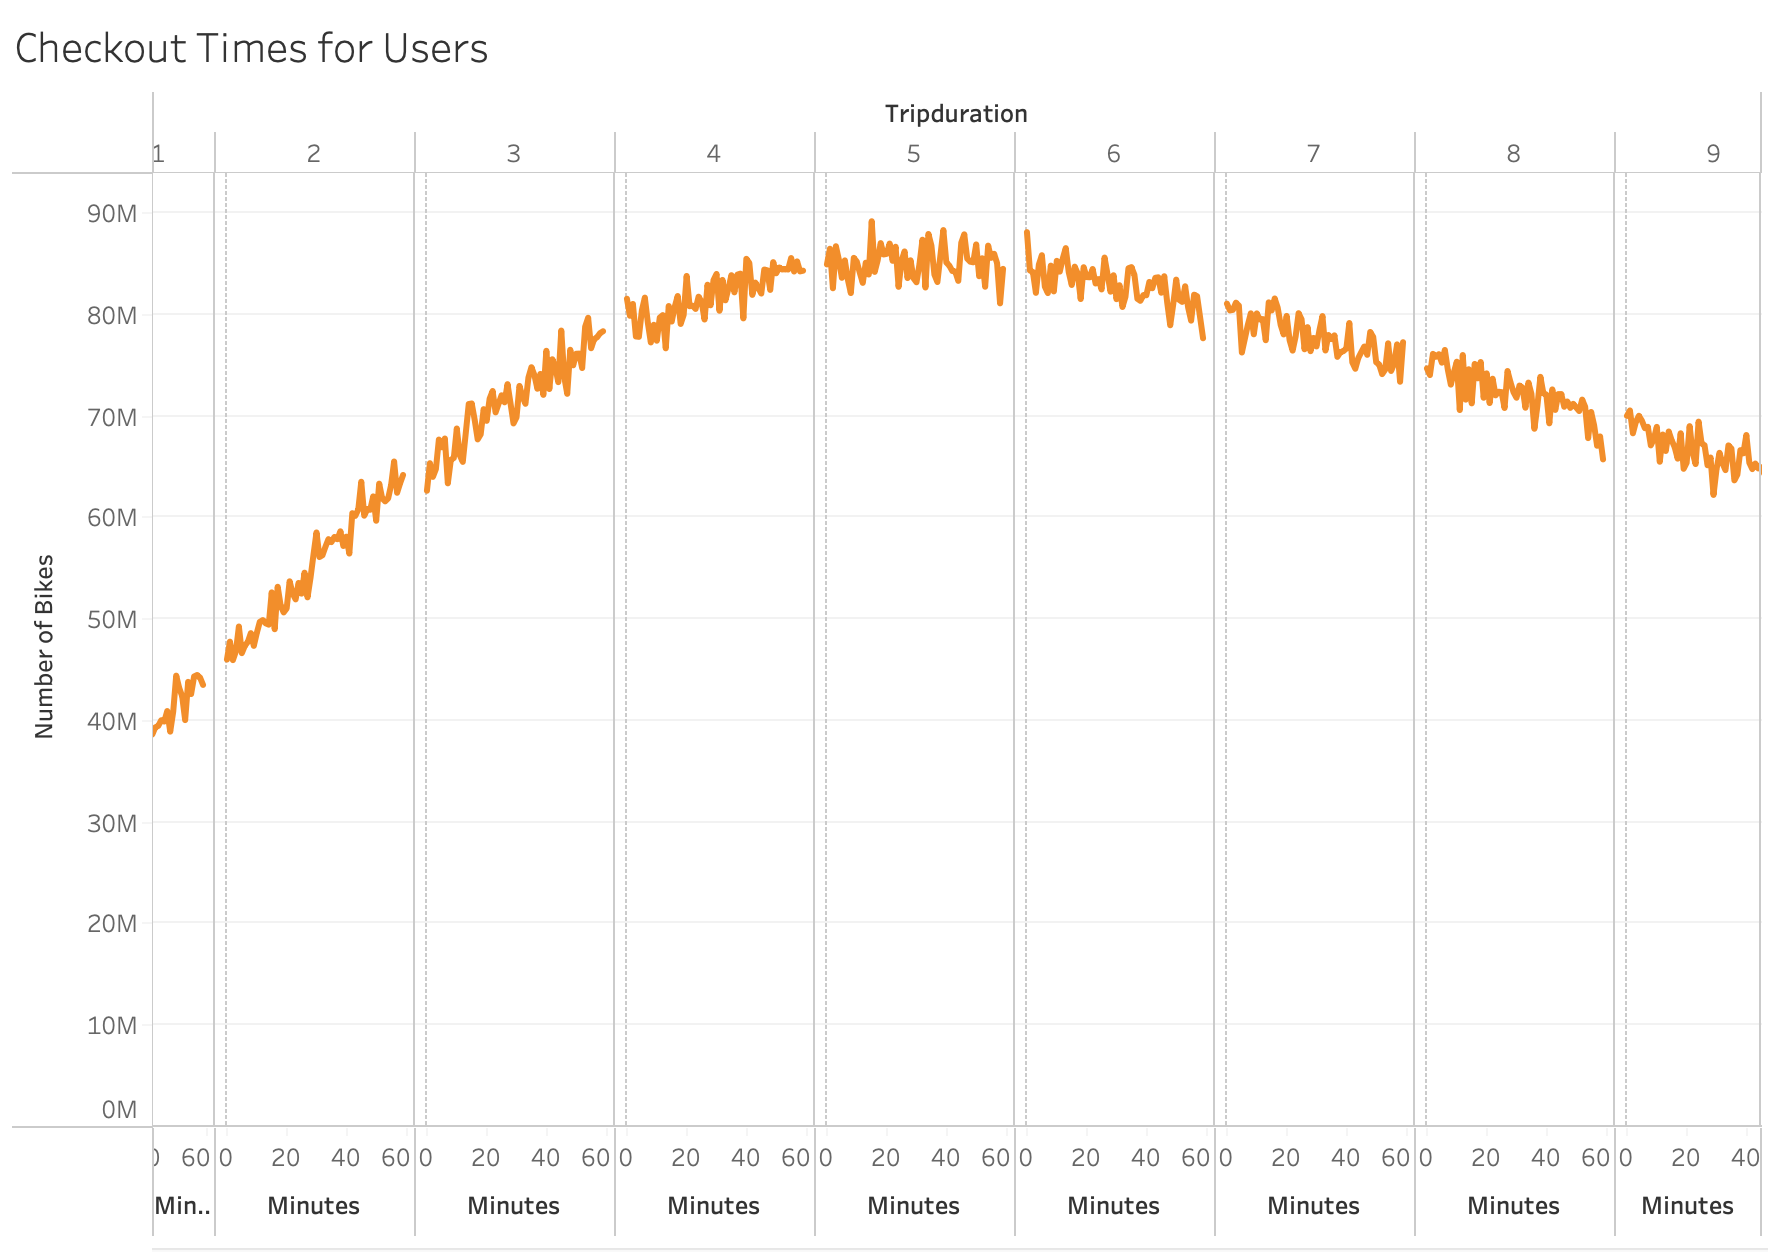 Checkout Times for Users
Tripduration
1 2 3 4 5 6 7 8 9
90M
80M
70M
60M
50M
40M
30M
20M
10M
0M
Number of Bikes
0 60 0 20 40 60 0 20 40 60 0 20 40 60 0 20 40 60 0 20 40 60 0 20 40 60 0 20 40 60 0 20 40
Min.. Minutes Minutes Minutes Minutes Minutes Minutes Minutes Minutes